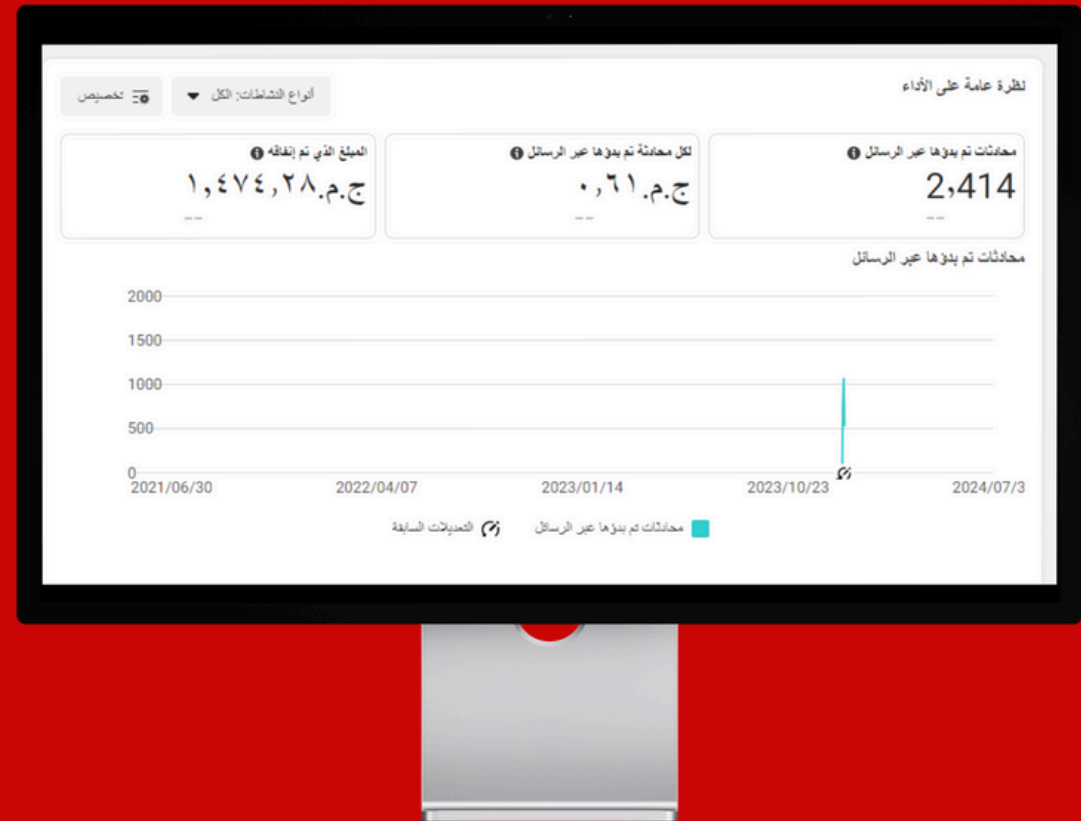 نظرة عامة على الأداء
أنواع النشاطات: الكل
تخصيص
محادثات تم بدؤها عبر الرسائل
2,414
--
لكل محادثة تم بدؤها عبر الرسائل
ج.م.‏٠,٦١
--
المبلغ الذي تم إنفاقه
ج.م.‏١,٤٧٤,٢٨
--
محادثات تم بدؤها عبر الرسائل
2000
1500
1000
500
0
2021/06/30 2022/04/07 2023/01/14 2023/10/23 2024/07/3
محادثات تم بدؤها عبر الرسائل التعديلات السابقة